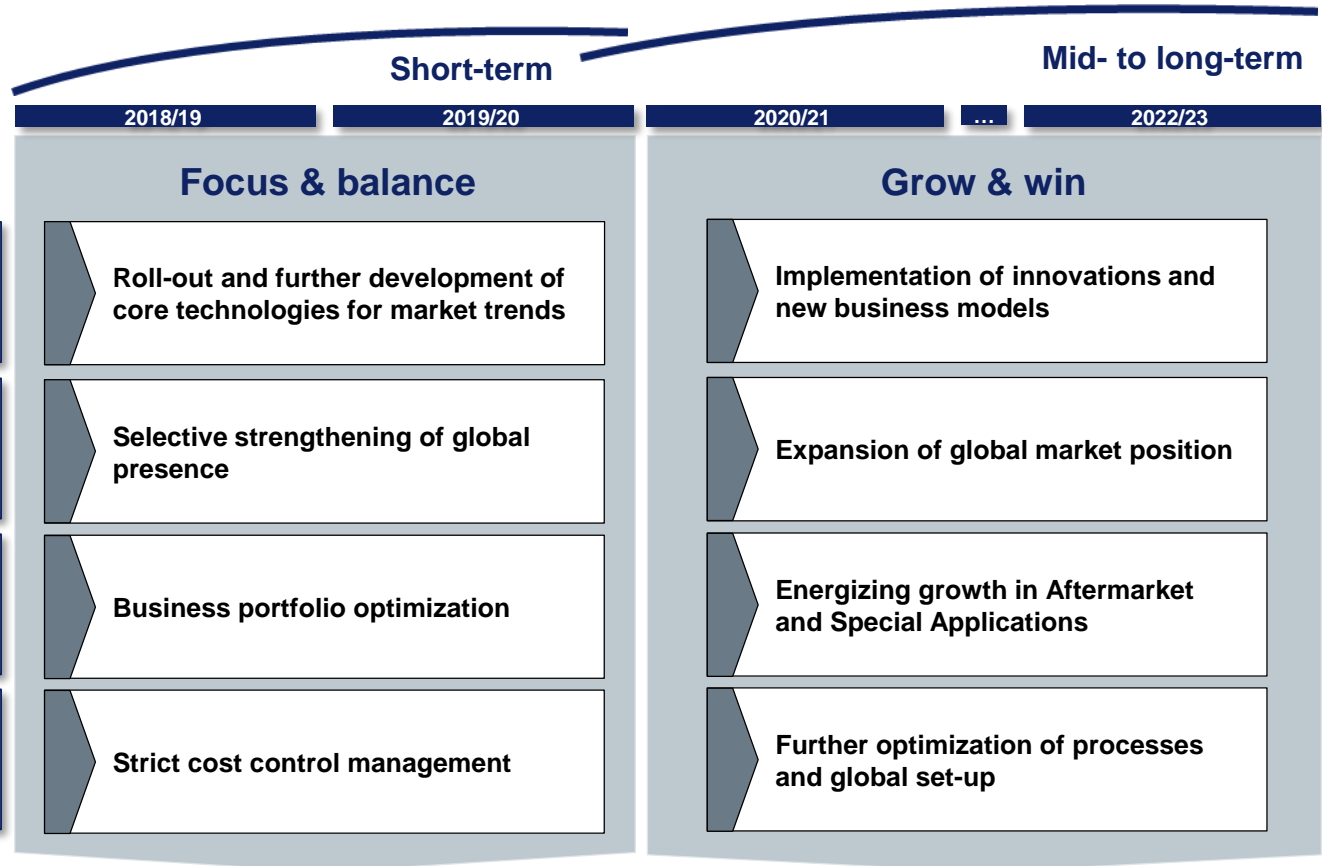 Short-term
Mid- to long-term
2018/19
2019/20
2020/21
...
2022/23
Focus & balance
Grow & win
Roll-out and further development of
core technologies for market trends
Implementation of innovations and
new business models
Selective strengthening of global
presence
Expansion of global market position
Business portfolio optimization
Energizing growth in Aftermarket
and Special Applications
Strict cost control management
Further optimization of processes
and global set-up